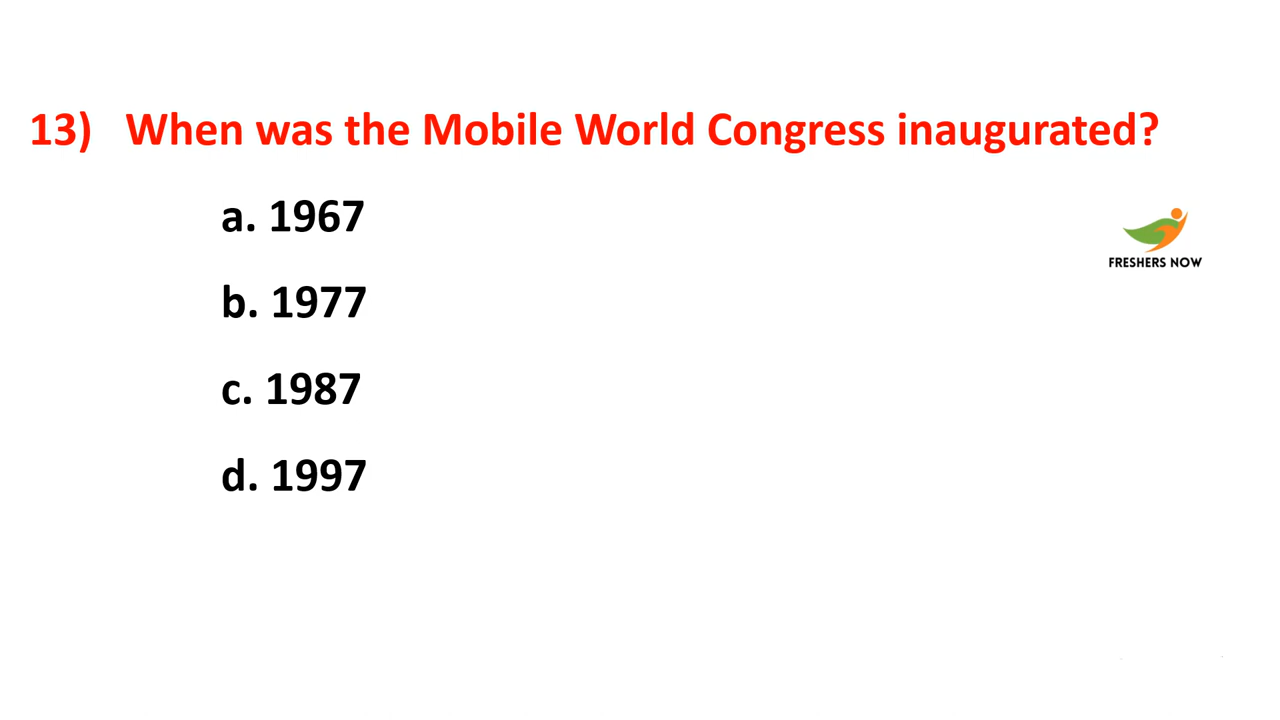 13) When was the Mobile World Congress inaugurated?
a. 1967
FRESHERS NOW
b. 1977
c. 1987
d. 1997